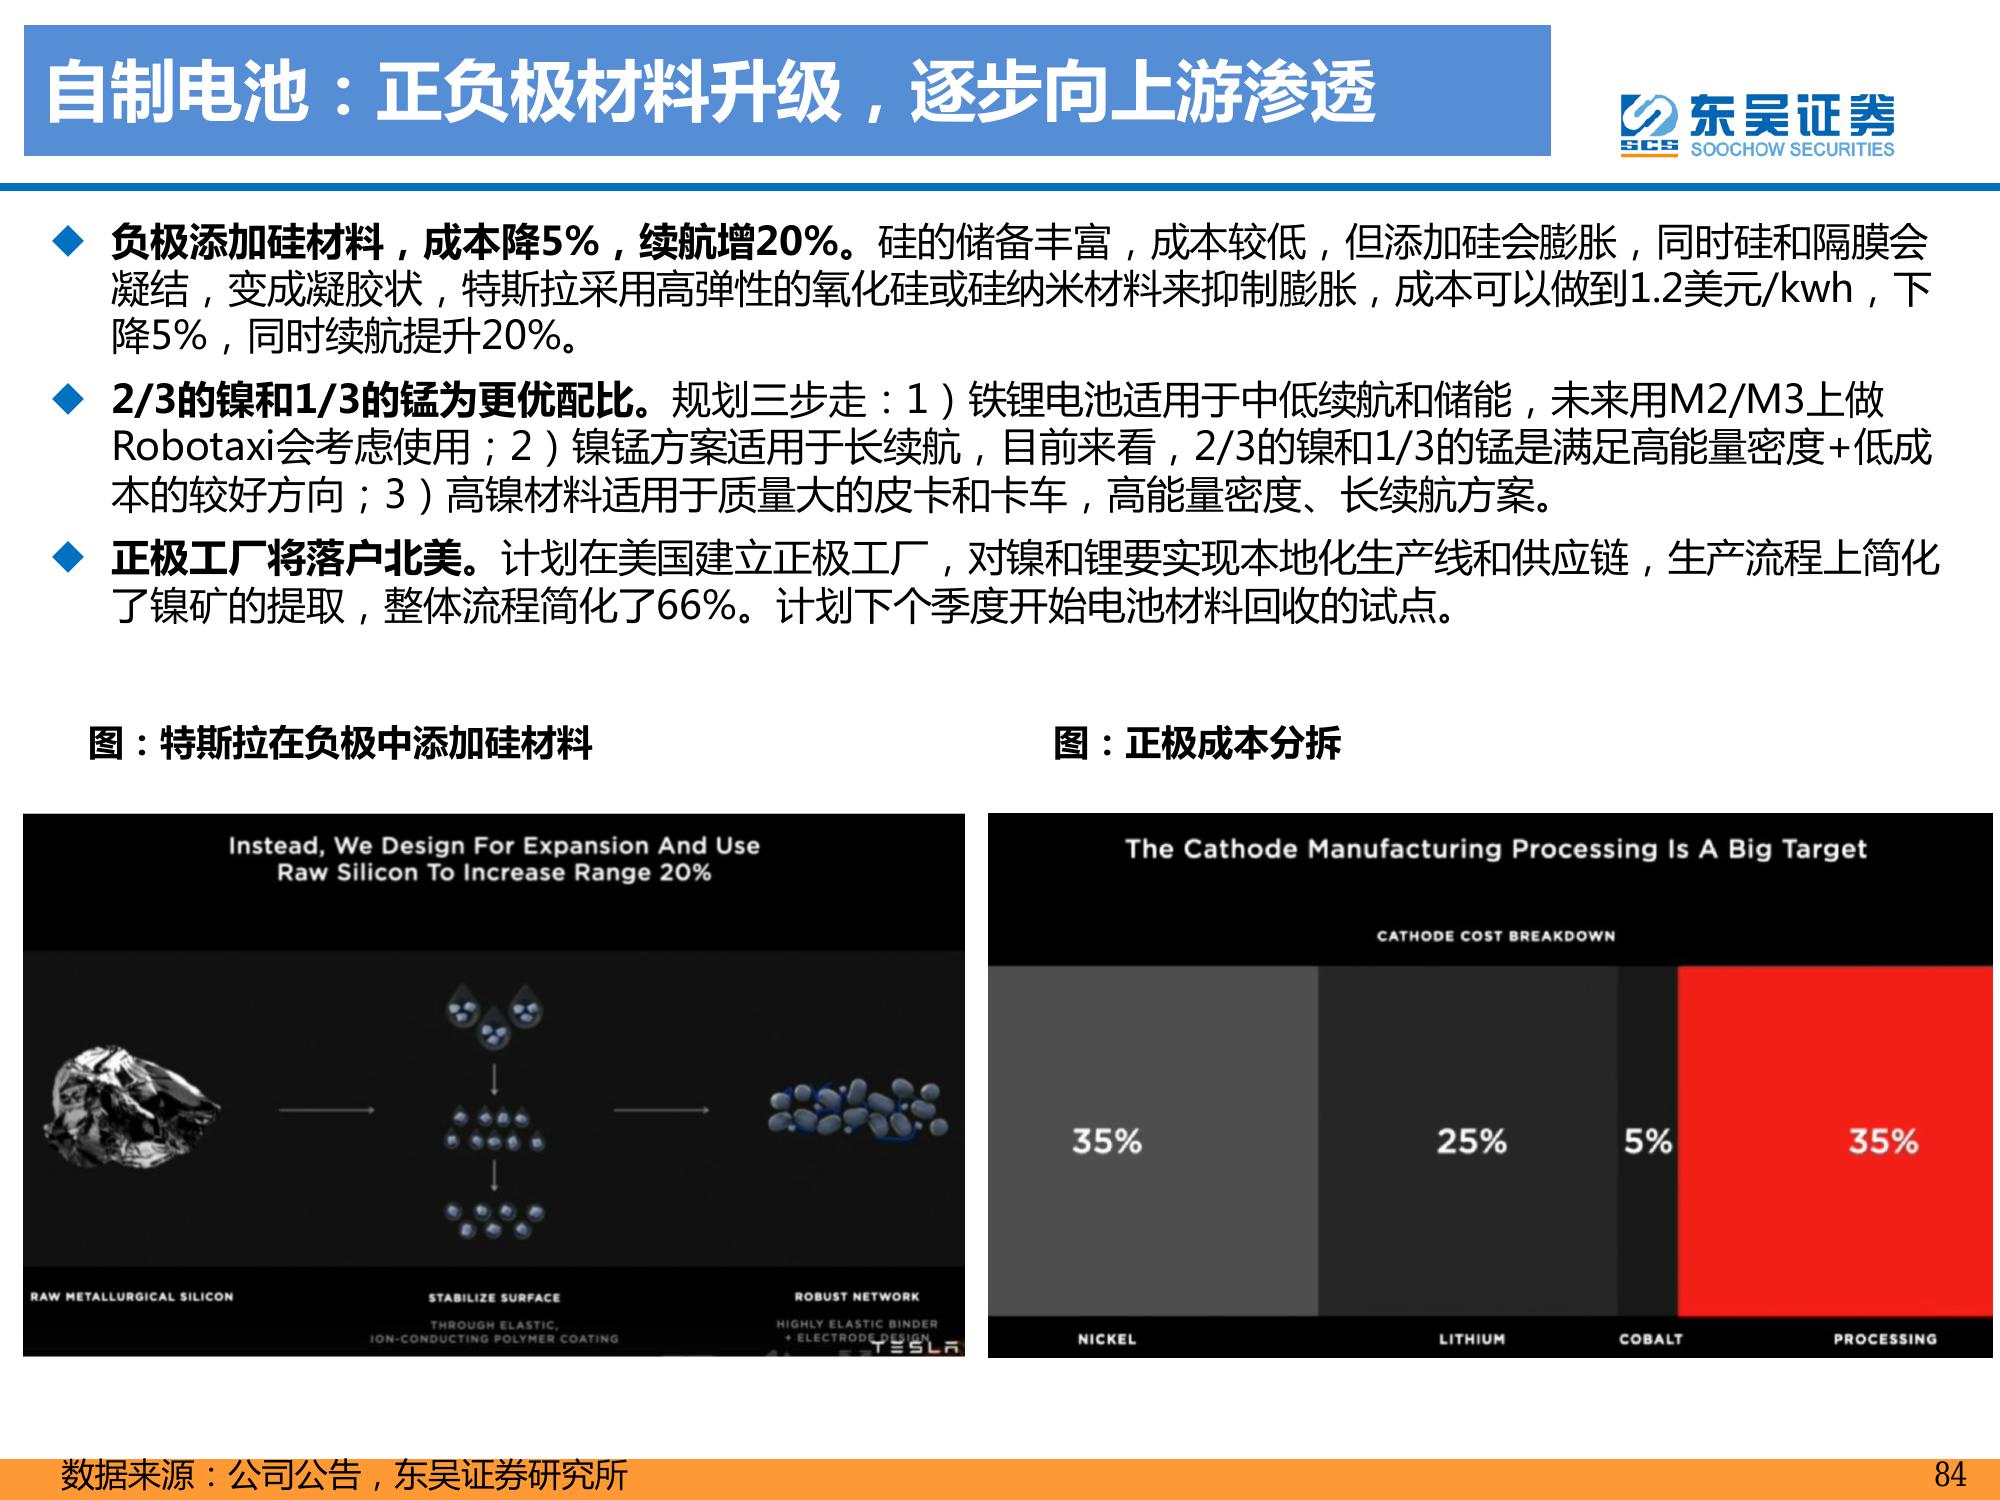 自制电池：正负极材料升级，逐步向上游渗透
东吴证券
SCS
SOOCHOW SECURITIES
负极添加硅材料，成本降5%，续航增20%。硅的储备丰富，成本较低，但添加硅会膨胀，同时硅和隔膜会
凝结，变成凝胶状，特斯拉采用高弹性的氧化硅或硅纳米材料来抑制膨胀，成本可以做到1.2美元/kwh，下
降5%，同时续航提升20%。
2/3的镍和1/3的锰为更优配比。规划三步走：1）铁锂电池适用于中低续航和储能，未来用M2/M3上做
Robotaxi会考虑使用；2）镍锰方案适用于长续航，目前来看，2/3的镍和1/3的锰是满足高能量密度+低成
本的较好方向；3）高镍材料适用于质量大的皮卡和卡车，高能量密度、长续航方案。
正极工厂将落户北美。计划在美国建立正极工厂，对镍和锂要实现本地化生产线和供应链，生产流程上简化
了镍矿的提取，整体流程简化了66%。计划下个季度开始电池材料回收的试点。
图：特斯拉在负极中添加硅材料
图：正极成本分拆
Instead, We Design For Expansion And Use
Raw Silicon To Increase Range 20%
RAW METALLURGICAL SILICON
STABILIZE SURFACE
THROUGH ELASTIC,
ION-CONDUCTING POLYMER COATING
ROBUST NETWORK
HIGHLY ELASTIC BINDER
+ ELECTRODE DESIGN
TESLA
The Cathode Manufacturing Processing Is A Big Target
CATHODE COST BREAKDOWN
35%
25%
5%
35%
NICKEL
LITHIUM
COBALT
PROCESSING
数据来源：公司公告，东吴证券研究所
84